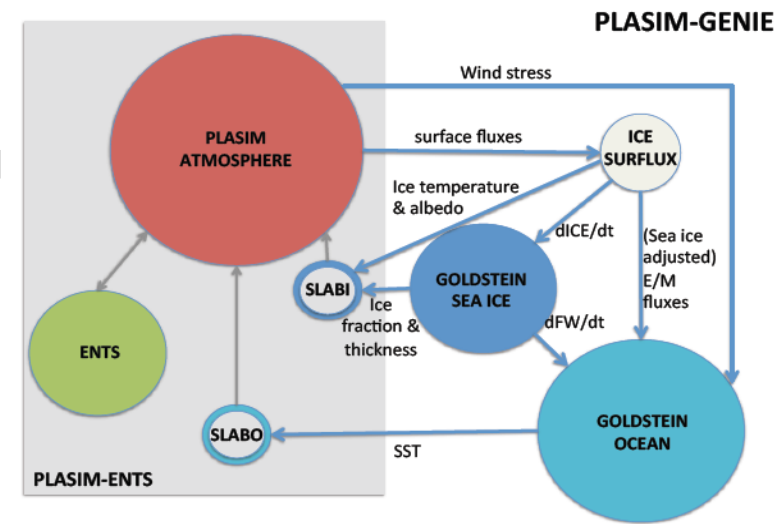 PLASIM-GENIE
Wind stress
PLASIM
ATMOSPHERE
surface fluxes
ICE
SURFLUX
Ice temperature
& albedo
dICE/dt
(Sea ice
adjusted)
E/M
fluxes
SLABI
GOLDSTEIN
SEA ICE
Ice
fraction &
thickness
dFW/dt
ENTS
SLABO
GOLDSTEIN
OCEAN
SST
PLASIM-ENTS